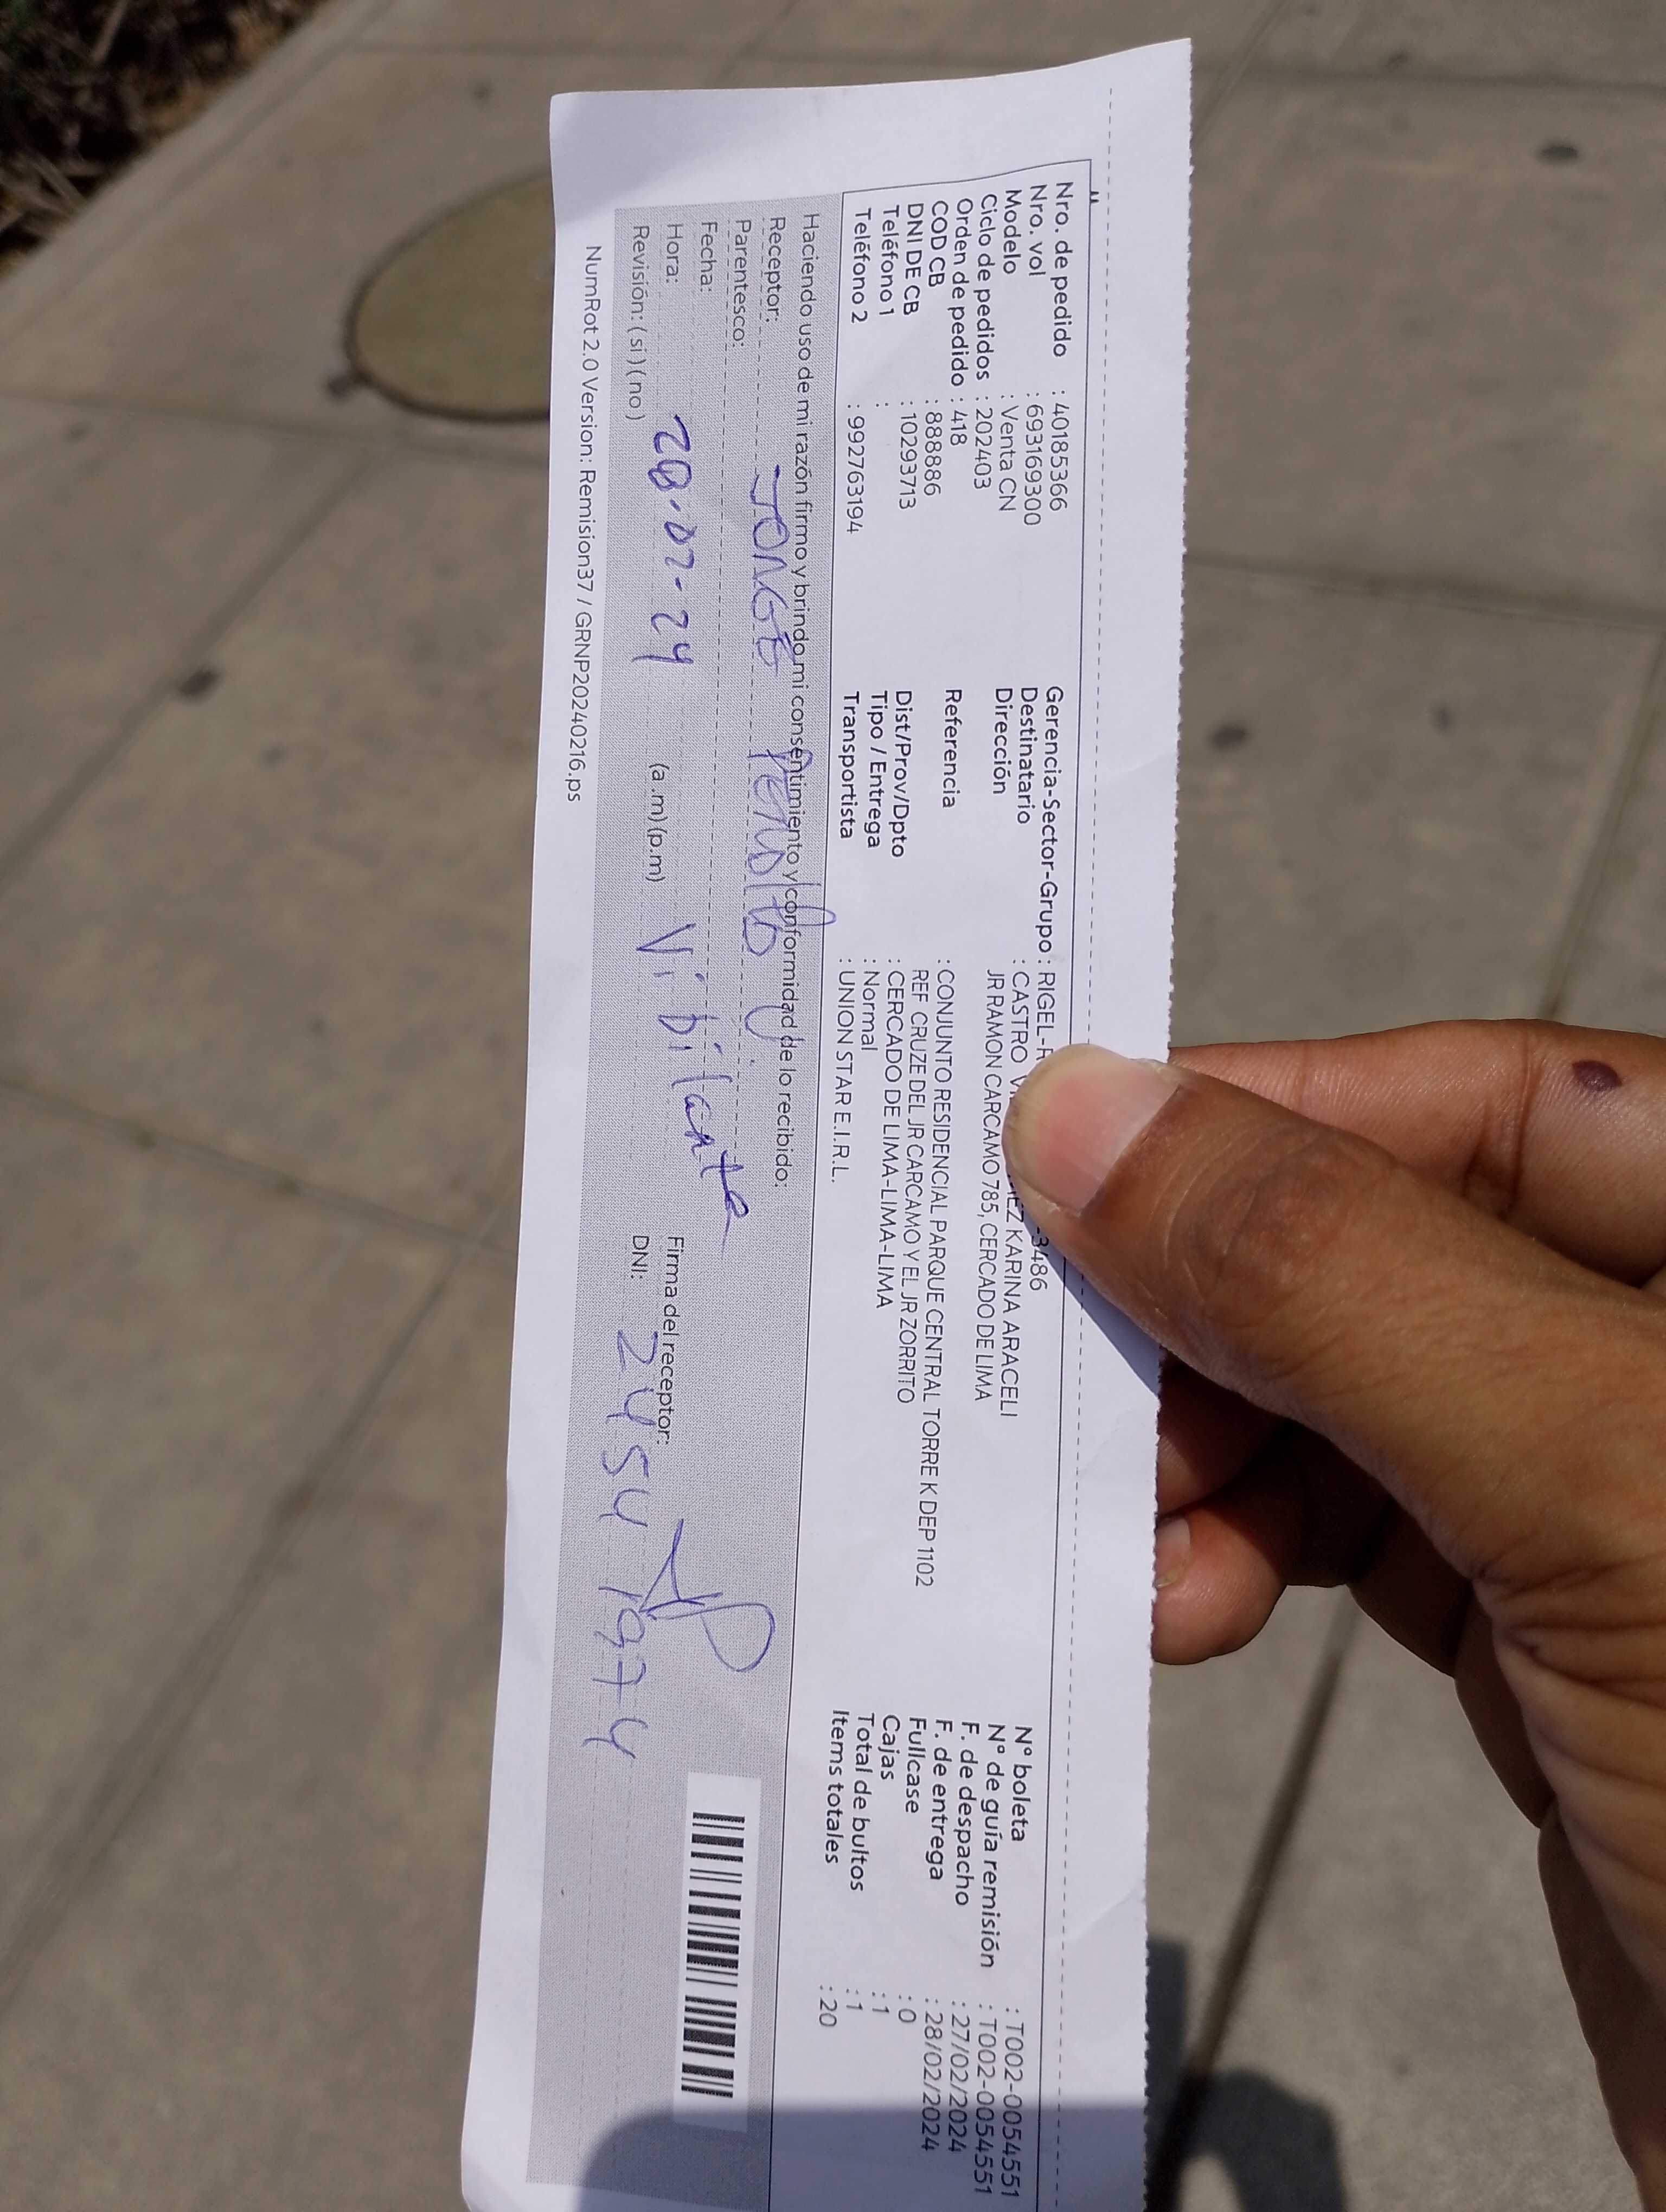 Nro. de pedido : 40185366
Nro. vol : 693169300
Modelo : Venta CN
Ciclo de pedidos : 202403
Orden de pedido : 418
COD CB : 888886
DNI DE CB : 10293713
Teléfono 1 :
Teléfono 2 : 992763194
Gerencia-Sector-Grupo : RIGEL-
-3486
Destinatario : CASTRO
KARINA ARACELI
Dirección
JR RAMON CARCAMO 785, CERCADO DE LIMA
Referencia : CONJUNTO RESIDENCIAL PARQUE CENTRAL TORRE K DEP 1102
REF CRUZE DEL JR CARCAMO Y EL JR ZORRITO
Dist/Prov/Dpto : CERCADO DE LIMA-LIMA-LIMA
Tipo / Entrega : Normal
Transportista : UNION STAR E.I.R.L.
N° boleta : T002-0054551
N° de guía remisión : T002-0054551
F. de despacho : 27/02/2024
F. de entrega : 28/02/2024
Fullcase : 0
Cajas : 1
Total de bultos : 1
Items totales : 20
Haciendo uso de mi razón firmo y brindo mi consentimiento y conformidad de lo recibido:
Receptor: JORGE
Parentesco: Vibilante
Fecha: 28-02-24
Hora: (a.m) (p.m)
Revisión: ( si ) ( no )
Firma del receptor:
DNI: 24541974
NumRot 2.0 Version: Remision37 / GRNP20240216.ps